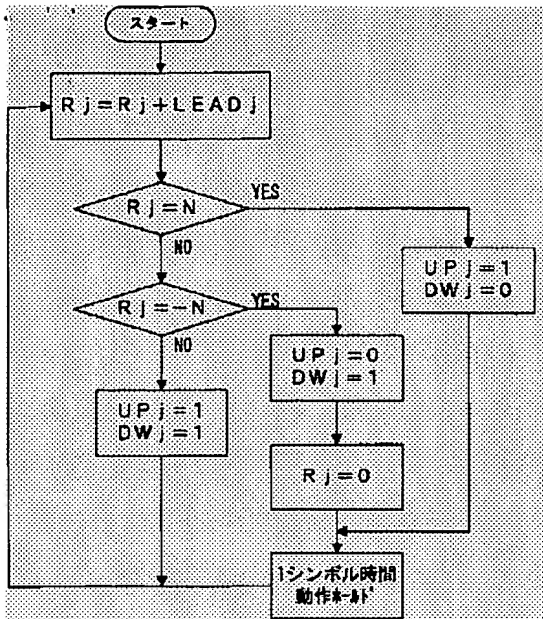 スタート
Rj=Rj+LEADj
Rj=N
YES
NO
UPj=1
DWj=0
Rj=-N
YES
NO
UPj=0
DWj=1
UPj=1
DWj=1
Rj=0
1シンボル時間
動作ホールド